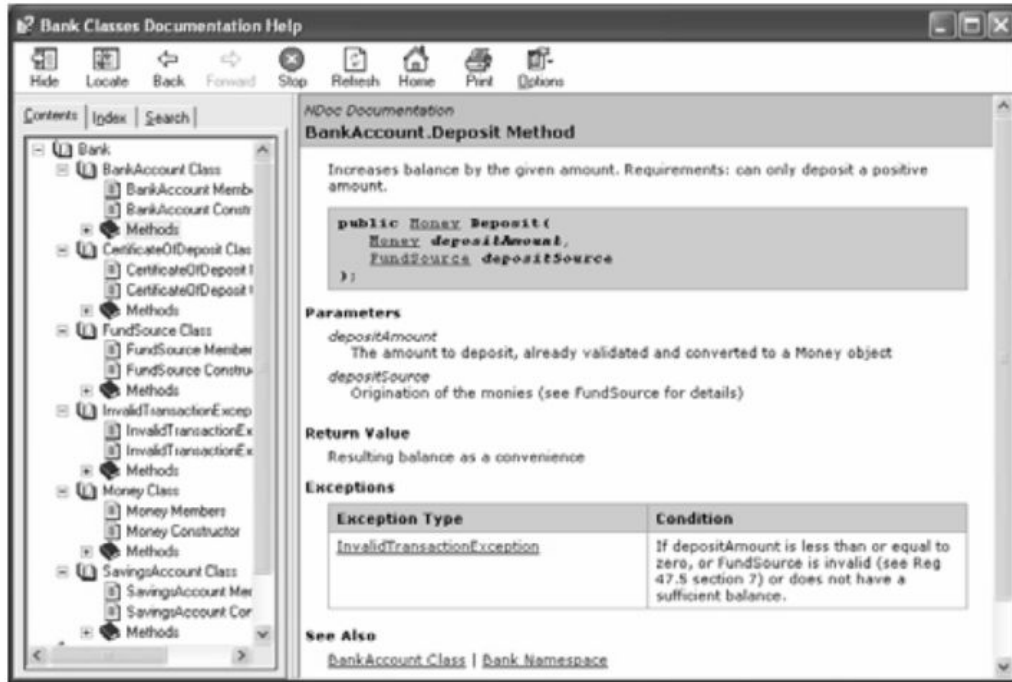 Bank Classes Documentation Help
Hide Locate Back Forward Stop Refresh Home Print Options
Contents Index Search
Bank
BankAccount Class
BankAccount Memb
BankAccount Constr
Methods
CertificateOfDeposit Clas
CertificateOfDeposit
CertificateOfDeposit
Methods
FundSource Class
FundSource Member
FundSource Constru
Methods
InvalidTransactionExcep
InvalidTransactionEx
InvalidTransactionEx
Methods
Money Class
Money Members
Money Constructor
Methods
SavingsAccount Class
SavingsAccount Mer
SavingsAccount Cor
Methods
NDoc Documentation
BankAccount.Deposit Method
Increases balance by the given amount. Requirements: can only deposit a positive
amount.
public Money Deposit(
Money depositAmount,
FundSource depositSource
);
Parameters
depositAmount
The amount to deposit, already validated and converted to a Money object
depositSource
Origination of the monies (see FundSource for details)
Return Value
Resulting balance as a convenience
Exceptions
Exception Type Condition
InvalidTransactionException If depositAmount is less than or equal to
zero, or FundSource is invalid (see Reg
47.5 section 7) or does not have a
sufficient balance.
See Also
BankAccount Class | Bank Namespace